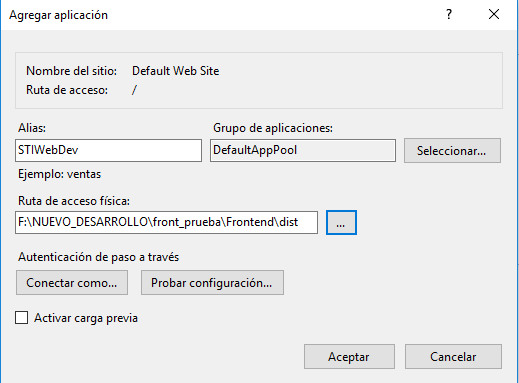 Agregar aplicación
? ×
Nombre del sitio: Default Web Site
Ruta de acceso: /
Alias: Grupo de aplicaciones:
STIWebDev DefaultAppPool Seleccionar...
Ejemplo: ventas
Ruta de acceso física:
F:\NUEVO_DESARROLLO\front_prueba\Frontend\dist ...
Autenticación de paso a través
Conectar como... Probar configuración...
Activar carga previa
Aceptar Cancelar